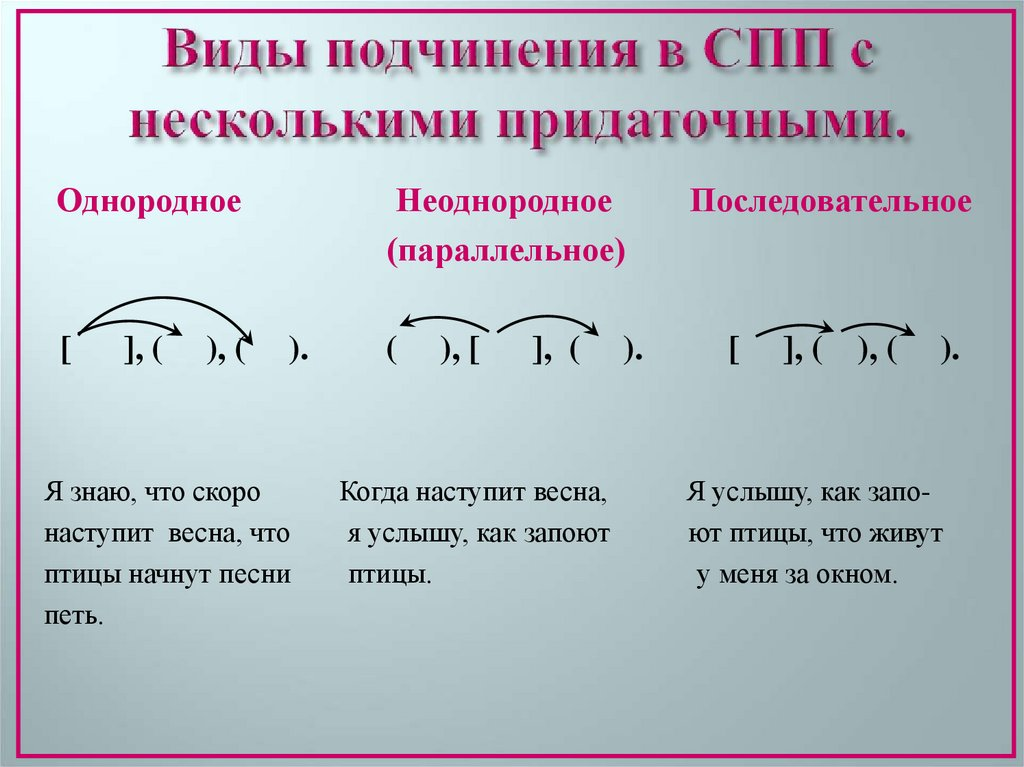 Виды подчинения в СПП с
несколькими придаточными.
Однородное
Неоднородное
(параллельное)
Последовательное
[ ], ( ), ( ).
( ), [ ], ( ).
[ ], ( ), ( ).
Я знаю, что скоро
наступит весна, что
птицы начнут песни
петь.
Когда наступит весна,
я услышу, как запоют
птицы.
Я услышу, как запо-
ют птицы, что живут
у меня за окном.